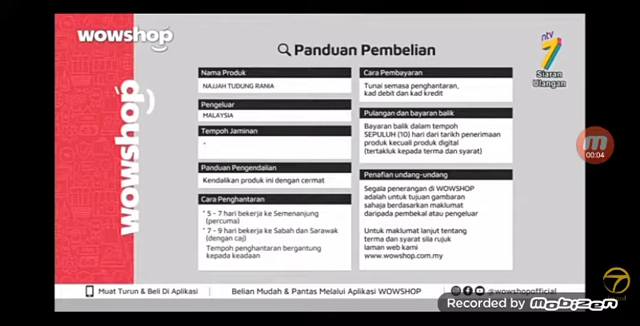 wowshop
Panduan Pembelian
ntv
7
Siaran
Ulangan
wowshop
Nama Produk
NAJJAH TUDUNG RANIA
Pengeluar
MALAYSIA
Tempoh Jaminan
-
Panduan Pengendalian
Kendalikan produk ini dengan cermat
Cara Penghantaran
* 5 - 7 hari bekerja ke Semenanjung
(percuma)
* 7 - 9 hari bekerja ke Sabah dan Sarawak
(dengan caj)
Tempoh penghantaran bergantung
kepada keadaan
Cara Pembayaran
Tunai semasa penghantaran,
kad debit dan kad kredit
Pulangan dan bayaran balik
Bayaran balik dalam tempoh
SEPULUH (10) hari dari tarikh penerimaan
produk kecuali produk digital
(tertakluk kepada terma dan syarat)
Penafian undang-undang
Segala penerangan di WOWSHOP
adalah untuk tujuan gambaran
sahaja berdasarkan maklumat
daripada pembekal atau pengeluar
Untuk maklumat lanjut tentang
terma dan syarat sila rujuk
laman web kami
www.wowshop.com.my
00:04
Muat Turun & Beli Di Aplikasi
Belian Mudah & Pantas Melalui Aplikasi WOWSHOP
@wowshopofficial
Recorded by Mobizen